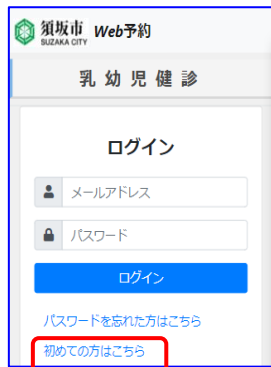 須坂市 Web予約
SUZAKA CITY
乳幼児健診
ログイン
メールアドレス
パスワード
ログイン
パスワードを忘れた方はこちら
初めての方はこちら